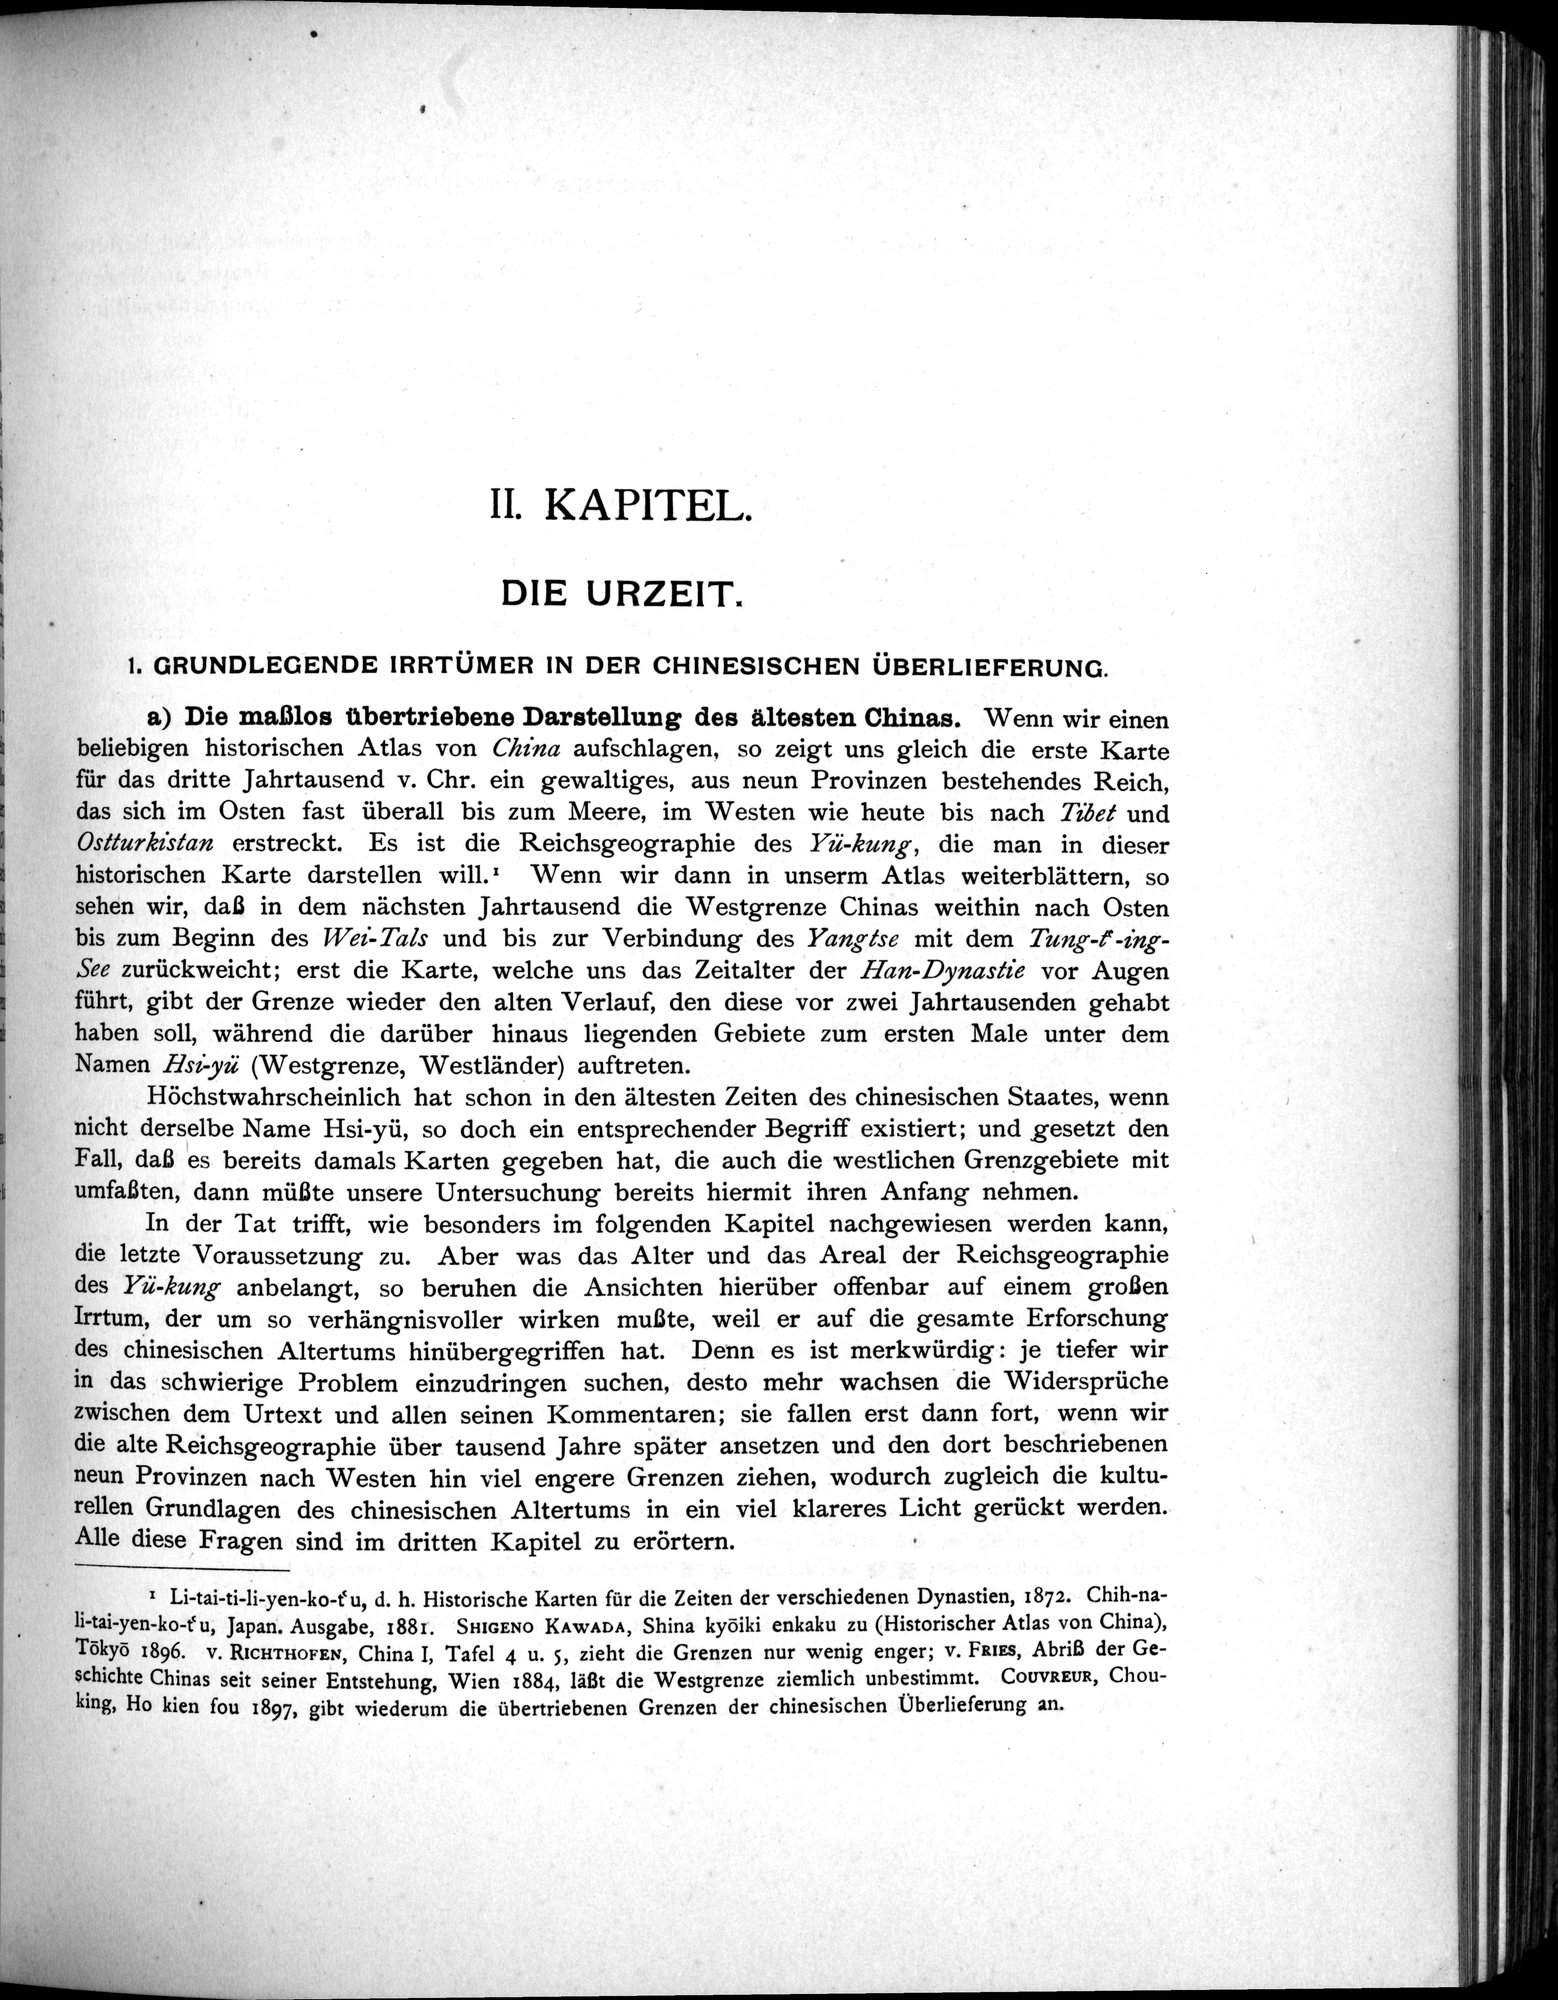 II. KAPITEL.
DIE URZEIT.
1. GRUNDLEGENDE IRRTÜMER IN DER CHINESISCHEN ÜBERLIEFERUNG.
a) Die maßlos übertriebene Darstellung des ältesten Chinas. Wenn wir einen
beliebigen historischen Atlas von China aufschlagen, so zeigt uns gleich die erste Karte
für das dritte Jahrtausend v. Chr. ein gewaltiges, aus neun Provinzen bestehendes Reich,
das sich im Osten fast überall bis zum Meere, im Westen wie heute bis nach Tibet und
Ostturkistan erstreckt. Es ist die Reichsgeographie des Yü-kung, die man in dieser
historischen Karte darstellen will.¹ Wenn wir dann in unserm Atlas weiterblättern, so
sehen wir, daß in dem nächsten Jahrtausend die Westgrenze Chinas weithin nach Osten
bis zum Beginn des Wei-Tals und bis zur Verbindung des Yangtse mit dem Tung-tʻ-ing-
See zurückweicht; erst die Karte, welche uns das Zeitalter der Han-Dynastie vor Augen
führt, gibt der Grenze wieder den alten Verlauf, den diese vor zwei Jahrtausenden gehabt
haben soll, während die darüber hinaus liegenden Gebiete zum ersten Male unter dem
Namen Hsi-yü (Westgrenze, Westländer) auftreten.
Höchstwahrscheinlich hat schon in den ältesten Zeiten des chinesischen Staates, wenn
nicht derselbe Name Hsi-yü, so doch ein entsprechender Begriff existiert; und gesetzt den
Fall, daß es bereits damals Karten gegeben hat, die auch die westlichen Grenzgebiete mit
umfaßten, dann müßte unsere Untersuchung bereits hiermit ihren Anfang nehmen.
In der Tat trifft, wie besonders im folgenden Kapitel nachgewiesen werden kann,
die letzte Voraussetzung zu. Aber was das Alter und das Areal der Reichsgeographie
des Yü-kung anbelangt, so beruhen die Ansichten hierüber offenbar auf einem großen
Irrtum, der um so verhängnisvoller wirken mußte, weil er auf die gesamte Erforschung
des chinesischen Altertums hinübergegriffen hat. Denn es ist merkwürdig: je tiefer wir
in das schwierige Problem einzudringen suchen, desto mehr wachsen die Widersprüche
zwischen dem Urtext und allen seinen Kommentaren; sie fallen erst dann fort, wenn wir
die alte Reichsgeographie über tausend Jahre später ansetzen und den dort beschriebenen
neun Provinzen nach Westen hin viel engere Grenzen ziehen, wodurch zugleich die kultu-
rellen Grundlagen des chinesischen Altertums in ein viel klareres Licht gerückt werden.
Alle diese Fragen sind im dritten Kapitel zu erörtern.
¹ Li-tai-ti-li-yen-ko-tʻu, d. h. Historische Karten für die Zeiten der verschiedenen Dynastien, 1872. Chih-na-
li-tai-yen-ko-tʻu, Japan. Ausgabe, 1881. SHIGENO KAWADA, Shina kyōiki enkaku zu (Historischer Atlas von China),
Tōkyō 1896. v. RICHTHOFEN, China I, Tafel 4 u. 5, zieht die Grenzen nur wenig enger; v. FRIES, Abriß der Ge-
schichte Chinas seit seiner Entstehung, Wien 1884, läßt die Westgrenze ziemlich unbestimmt. COUVREUR, Chou-
king, Ho kien fou 1897, gibt wiederum die übertriebenen Grenzen der chinesischen Überlieferung an.